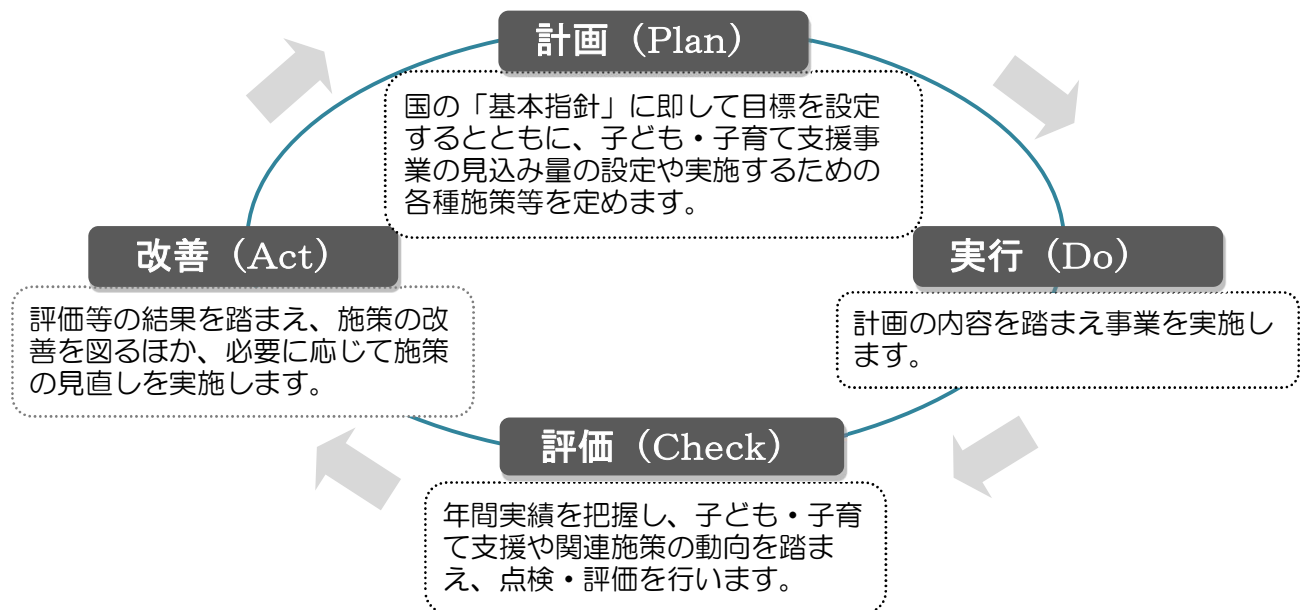 計画（Plan）
国の「基本指針」に即して目標を設定
するとともに、子ども・子育て支援事
業の見込み量の設定や実施するための
各種施策等を定めます。
改善（Act）
評価等の結果を踏まえ、施策の改
善を図るほか、必要に応じて施策
の見直しを実施します。
実行（Do）
計画の内容を踏まえ事業を実施し
ます。
評価（Check）
年間実績を把握し、子ども・子育
て支援や関連施策の動向を踏ま
え、点検・評価を行います。